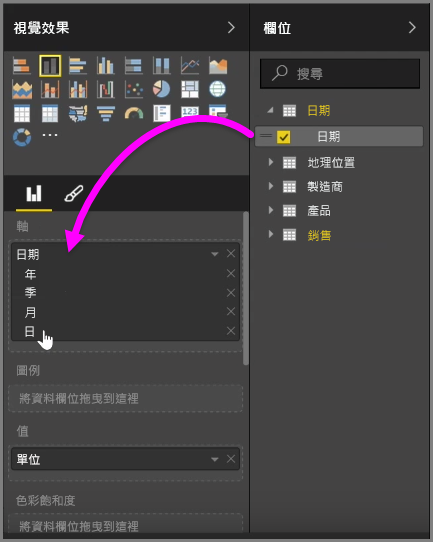 視覺效果
123
R
...
軸
日期
年
季
月
日
圖例
將資料欄位拖曳到這裡
值
單位
色彩飽和度
將資料欄位拖曳到這裡
欄位
搜尋
日期
日期
地理位置
製造商
產品
銷售